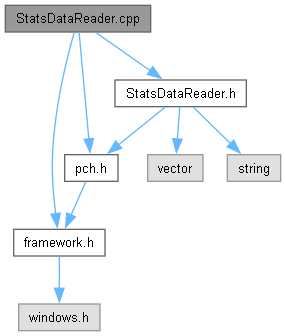 StatsDataReader.cpp
StatsDataReader.h
pch.h
vector
string
framework.h
windows.h